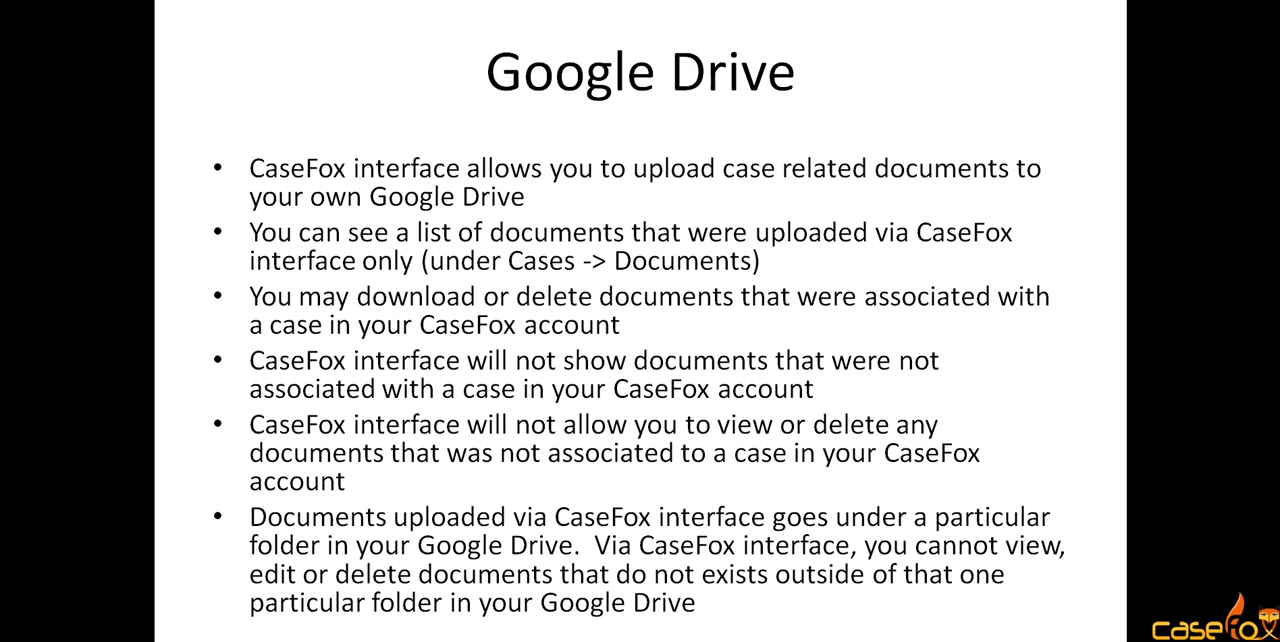 Google Drive
• CaseFox interface allows you to upload case related documents to
your own Google Drive
• You can see a list of documents that were uploaded via CaseFox
interface only (under Cases -> Documents)
• You may download or delete documents that were associated with
a case in your CaseFox account
• CaseFox interface will not show documents that were not
associated with a case in your CaseFox account
• CaseFox interface will not allow you to view or delete any
documents that was not associated to a case in your CaseFox
account
• Documents uploaded via CaseFox interface goes under a particular
folder in your Google Drive.  Via CaseFox interface, you cannot view,
edit or delete documents that do not exists outside of that one
particular folder in your Google Drive
casefox